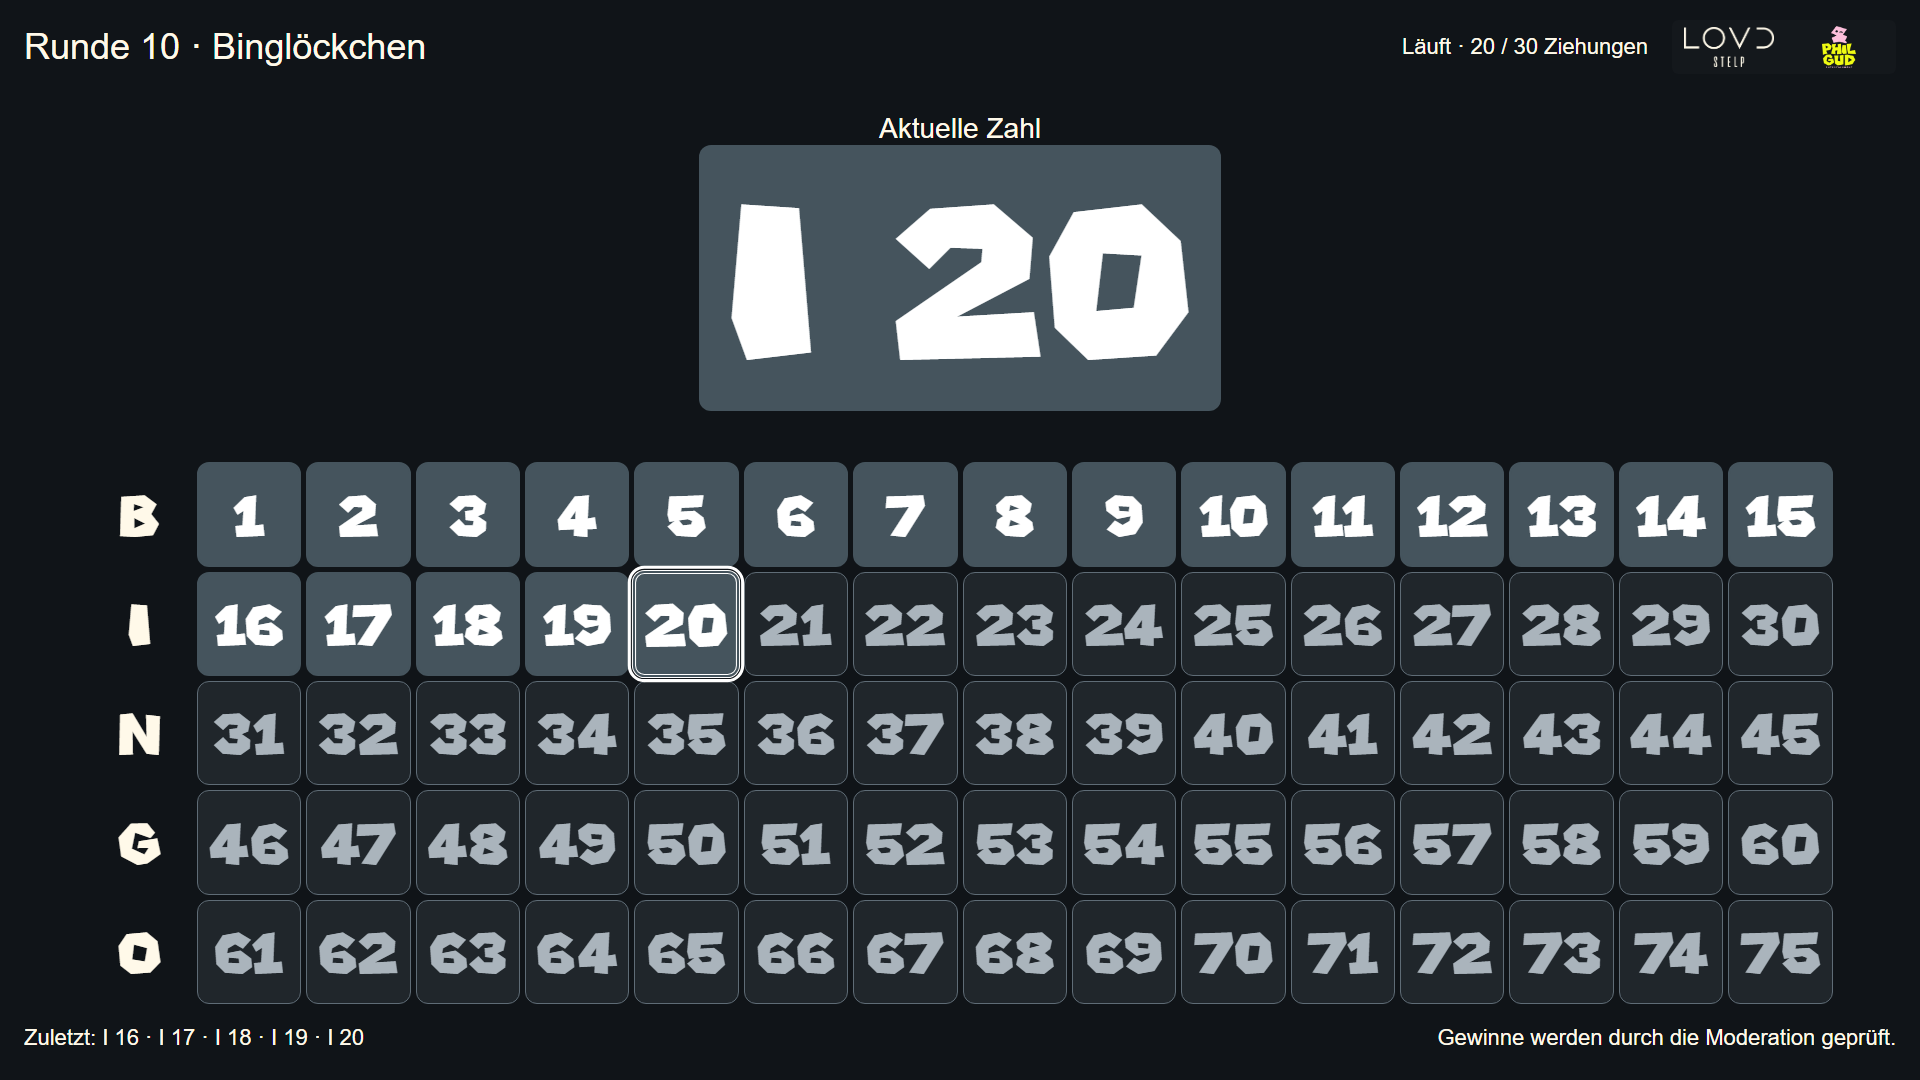 Runde 10 · Binglöckchen
Läuft · 20 / 30 Ziehungen
LOVD
STELP
PHIL
GUD
Aktuelle Zahl
I 20
B 1 2 3 4 5 6 7 8 9 10 11 12 13 14 15
I 16 17 18 19 20 21 22 23 24 25 26 27 28 29 30
N 31 32 33 34 35 36 37 38 39 40 41 42 43 44 45
G 46 47 48 49 50 51 52 53 54 55 56 57 58 59 60
O 61 62 63 64 65 66 67 68 69 70 71 72 73 74 75
Zuletzt: I 16 · I 17 · I 18 · I 19 · I 20
Gewinne werden durch die Moderation geprüft.